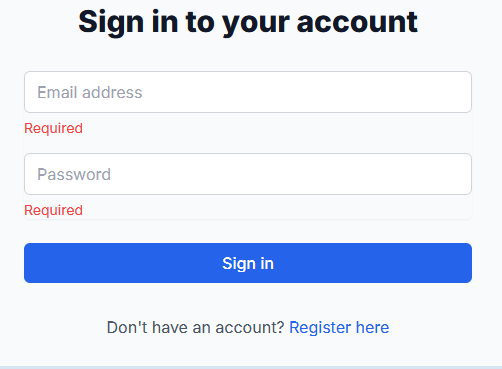 Sign in to your account
Email address
Required
Password
Required
Sign in
Don't have an account? Register here